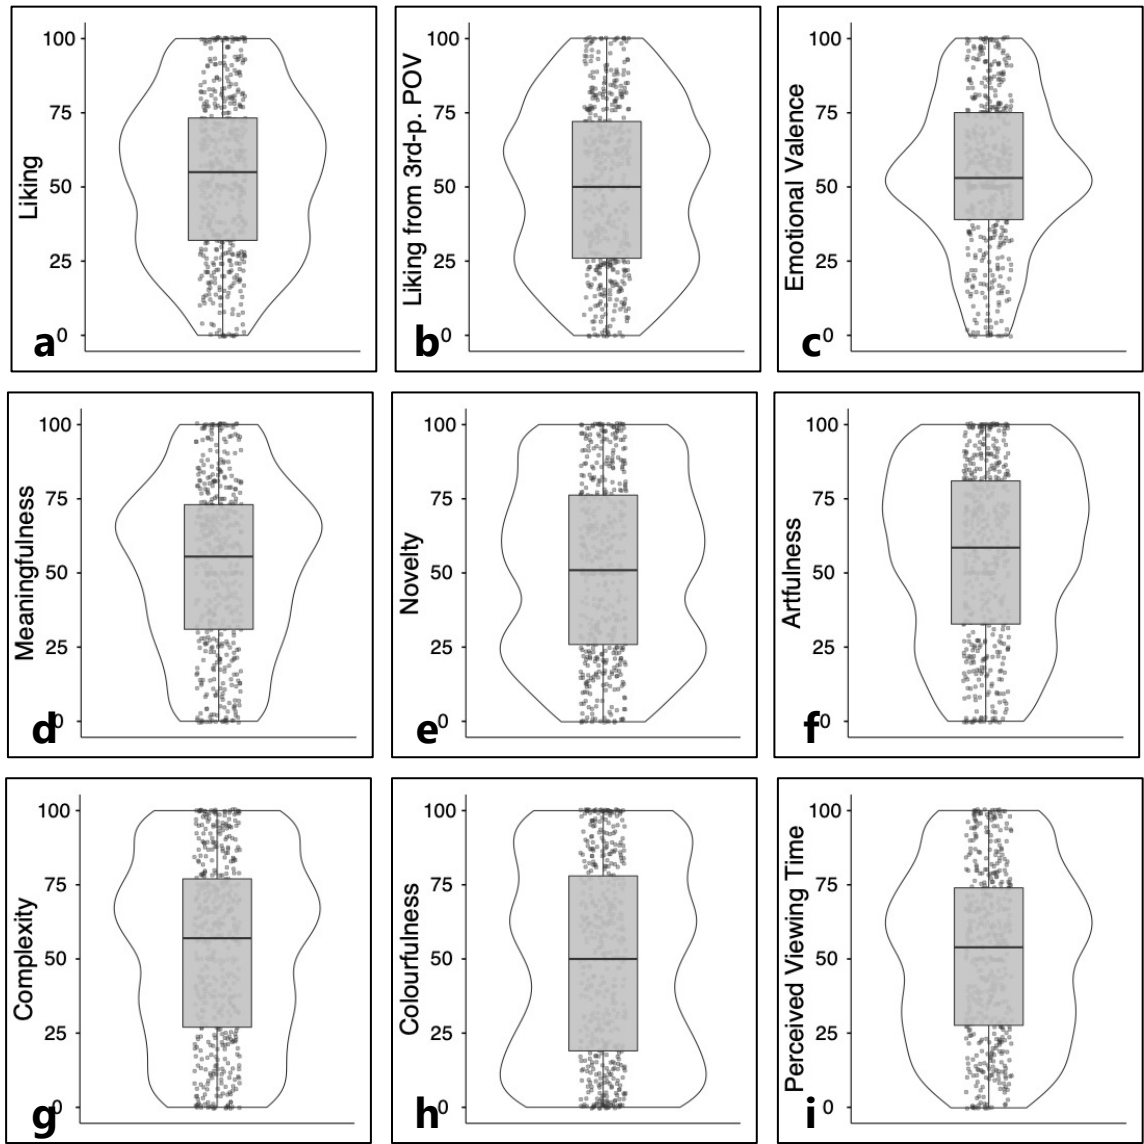 100
75
50
25
0
Liking
a
100
75
50
25
0
Liking from 3rd-p. POV
b
100
75
50
25
0
Emotional Valence
c
100
75
50
25
0
Meaningfulness
d
100
75
50
25
0
Novelty
e
100
75
50
25
0
Artfulness
f
100
75
50
25
0
Complexity
g
100
75
50
25
0
Colourfulness
h
100
75
50
25
0
Perceived Viewing Time
i